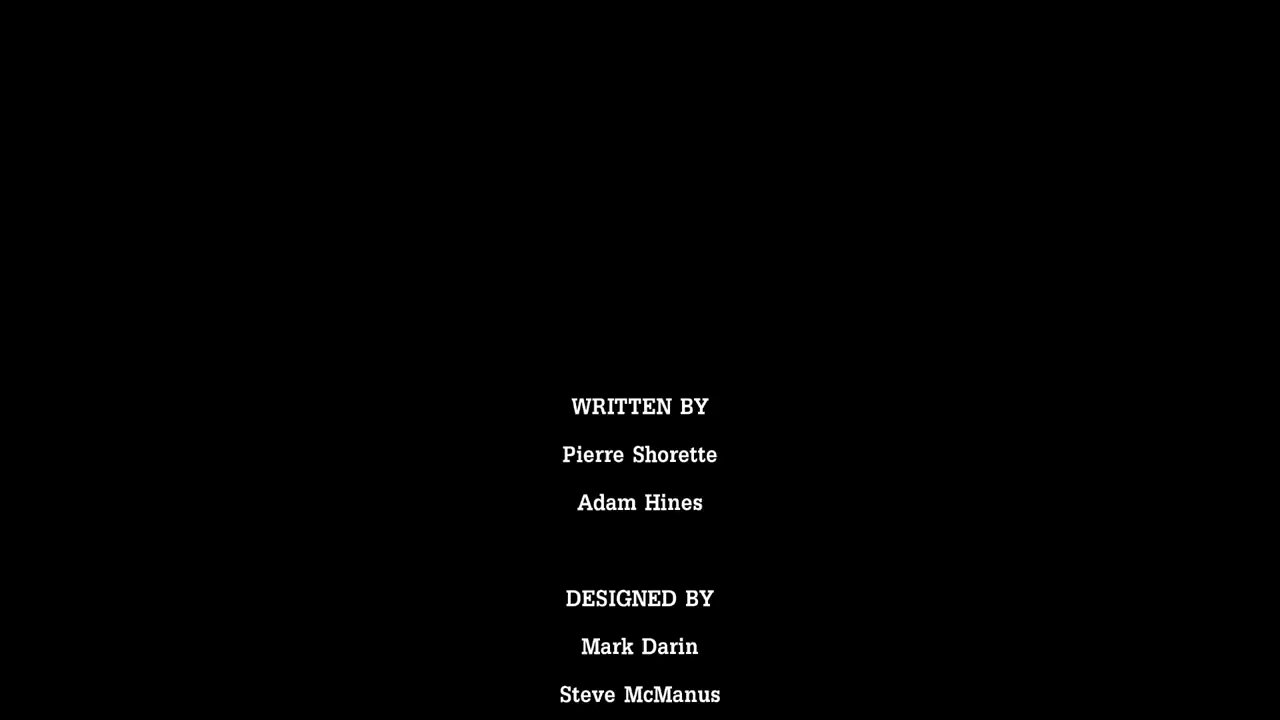 WRITTEN BY
Pierre Shorette
Adam Hines
DESIGNED BY
Mark Darin
Steve McManus